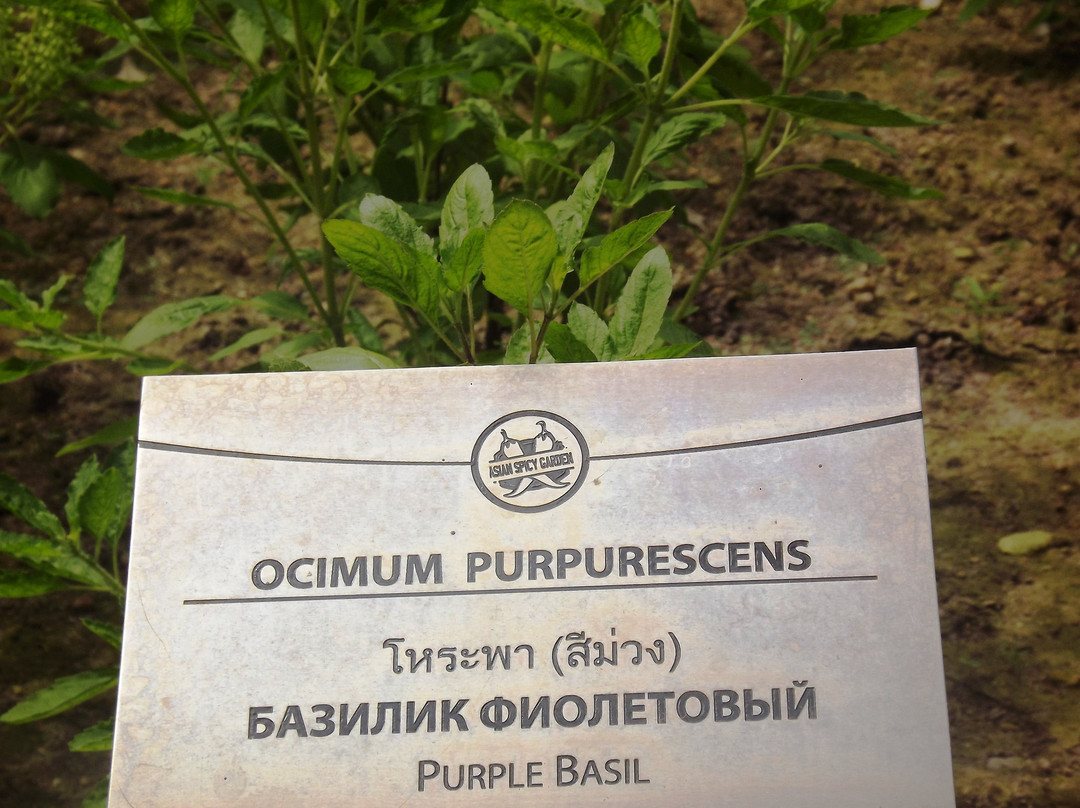 ASIAN SPICY GARDEN
OCIMUM PURPURESCENS
โหระพา (สีม่วง)
БАЗИЛИК ФИОЛЕТОВЫЙ
PURPLE BASIL